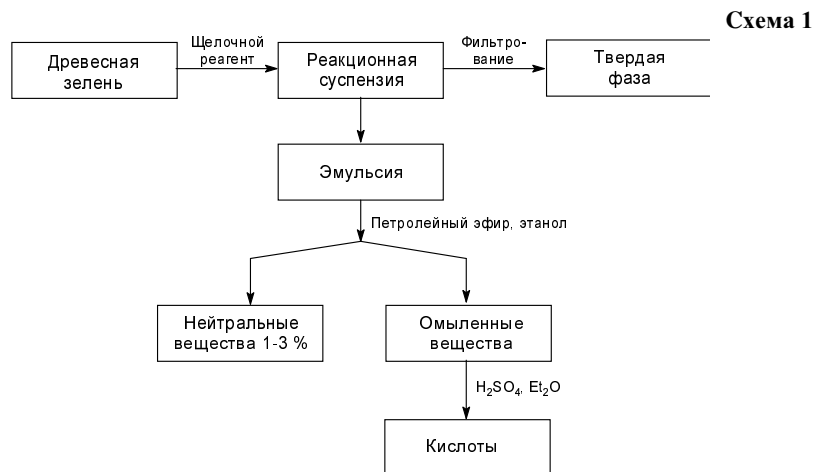 Схема 1
Древесная
зелень
Щелочной
реагент
Реакционная
суспензия
Фильтро-
вание
Твердая
фаза
Эмульсия
Петролейный эфир, этанол
Нейтральные
вещества 1-3 %
Омыленные
вещества
H₂SO₄, Et₂O
Кислоты